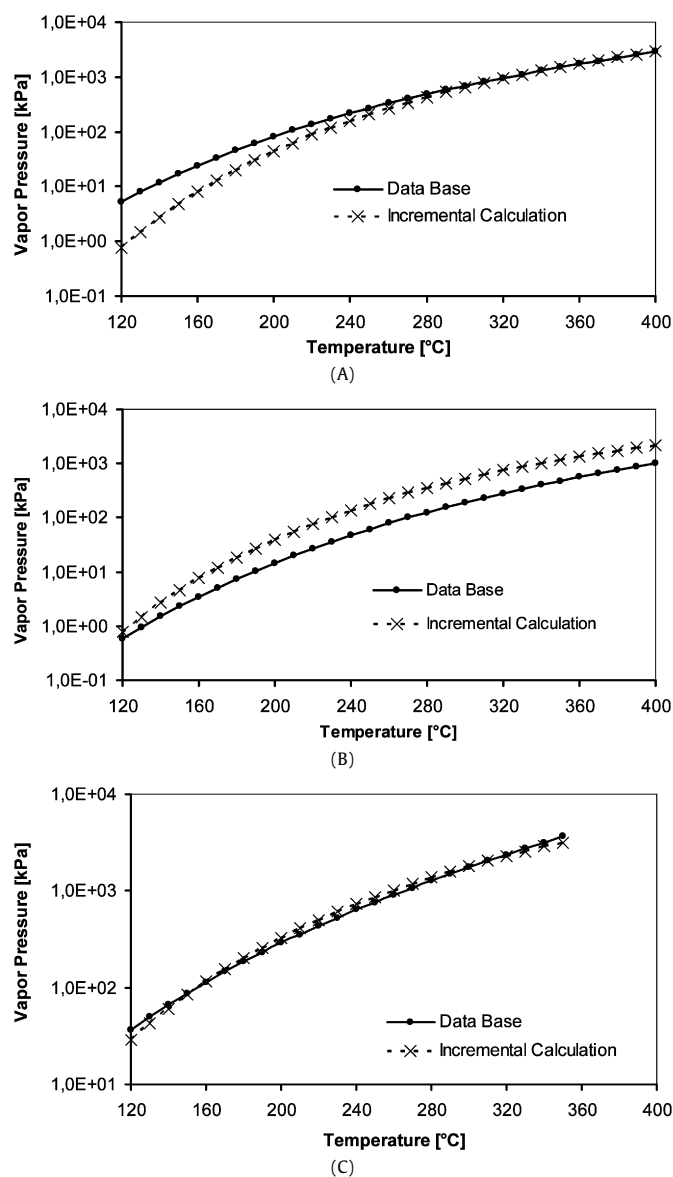 1,0E+04
1,0E+03
1,0E+02
1,0E+01
1,0E+00
1,0E-01
Vapor Pressure [kPa]
Data Base
Incremental Calculation
120 160 200 240 280 320 360 400
Temperature [°C]
(A)
1,0E+04
1,0E+03
1,0E+02
1,0E+01
1,0E+00
1,0E-01
Vapor Pressure [kPa]
Data Base
Incremental Calculation
120 160 200 240 280 320 360 400
Temperature [°C]
(B)
1,0E+04
1,0E+03
1,0E+02
1,0E+01
Vapor Pressure [kPa]
Data Base
Incremental Calculation
120 160 200 240 280 320 360 400
Temperature [°C]
(C)